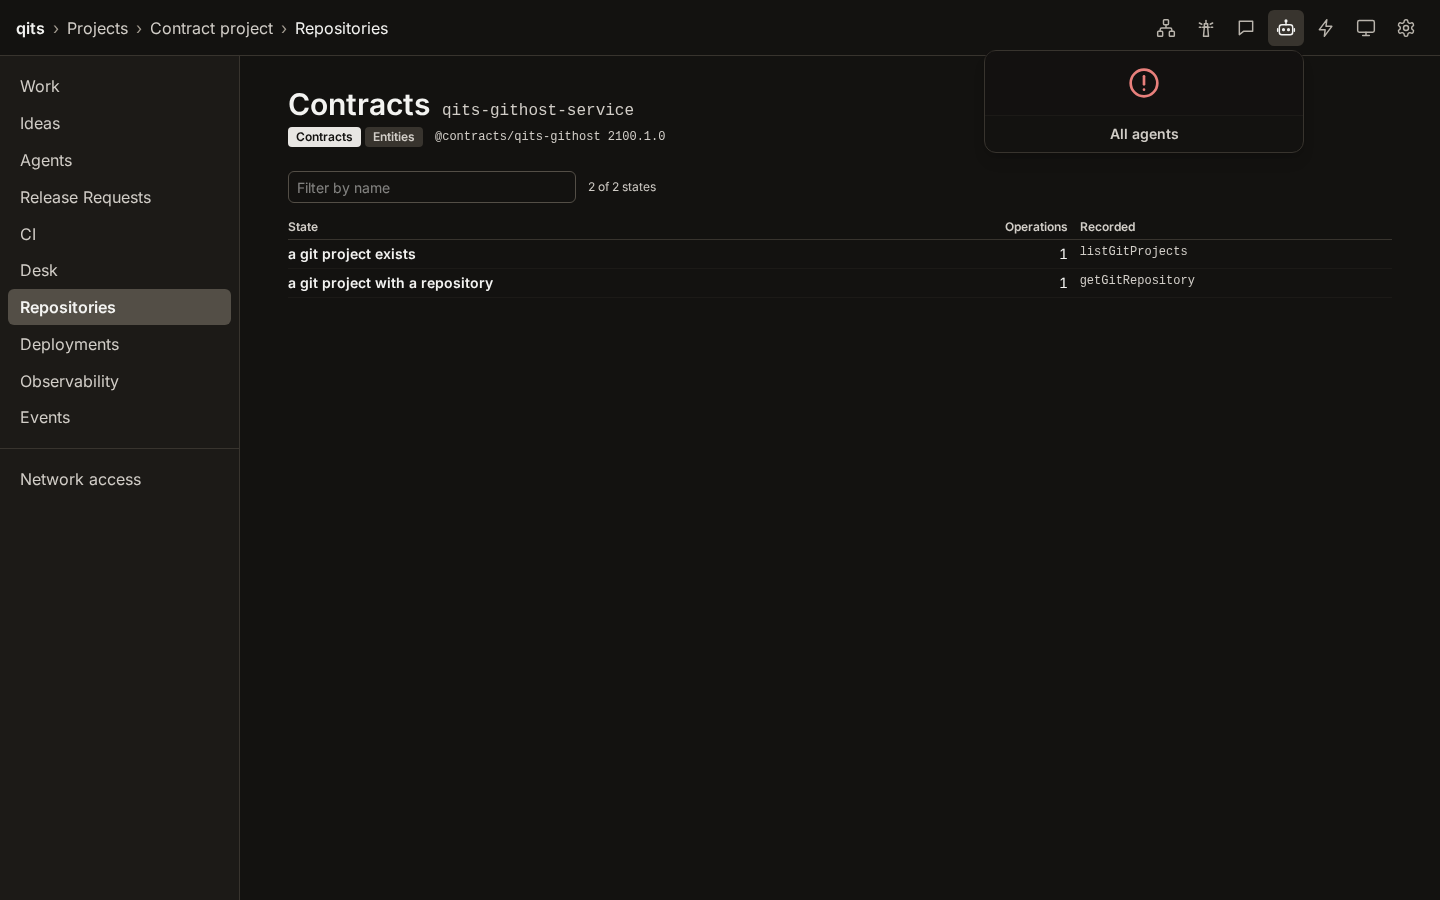 qits › Projects › Contract project › Repositories
All agents
Work
Ideas
Agents
Release Requests
CI
Desk
Repositories
Deployments
Observability
Events
Network access
Contracts qits-githost-service
Contracts Entities @contracts/qits-githost 2100.1.0
Filter by name 2 of 2 states
State Operations Recorded
a git project exists 1 listGitProjects
a git project with a repository 1 getGitRepository